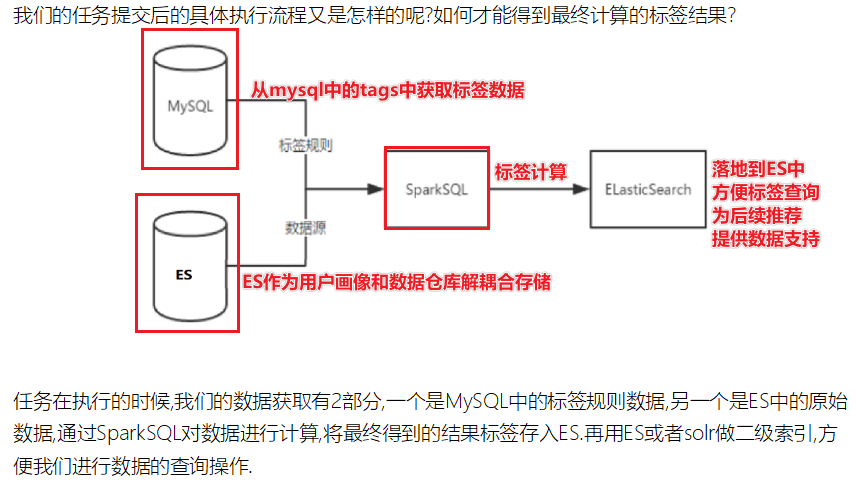 我们的任务提交后的具体执行流程又是怎样的呢?如何才能得到最终计算的标签结果?
MySQL
从mysql中的tags中获取标签数据
标签规则
SparkSQL
标签计算
ELasticSearch
落地到ES中
方便标签查询
为后续推荐
提供数据支持
数据源
ES
ES作为用户画像和数据仓库解耦合存储
任务在执行的时候,我们的数据获取有2部分,一个是MySQL中的标签规则数据,另一个是ES中的原始
数据,通过SparkSQL对数据进行计算,将最终得到的结果标签存入ES.再用ES或者solr做二级索引,方
便我们进行数据的查询操作.